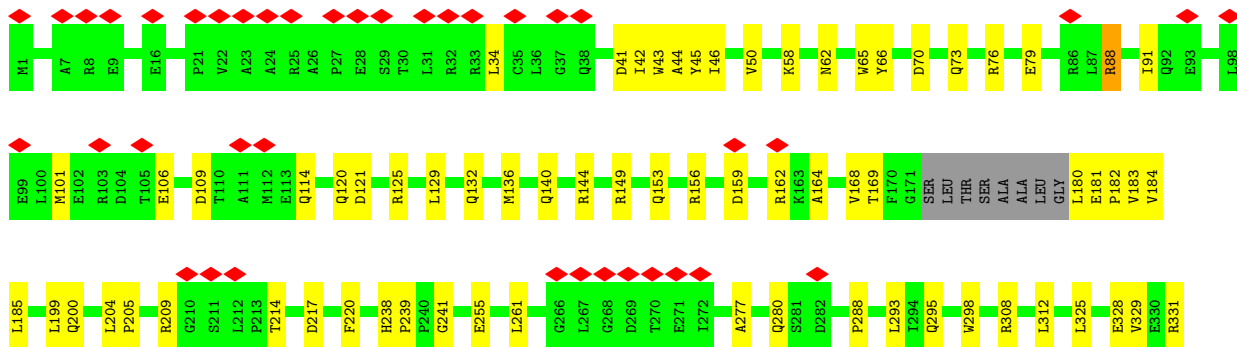 M1 A7 R8 E9 E16 P21 V22 A23 A24 R25 A26 P27 E28 S29 T30 L31 R32 R33 L34 C35 L36 G37 Q38 D41 I42 W43 A44 Y45 I46 V50 K58 N62 W65 Y66 D70 Q73 R76 E79 R86 L87 R88 I91 Q92 E93 L98
E99 L100 M101 E102 R103 D104 T105 E106 D109 T110 A111 M112 E113 Q114 Q120 D121 R125 L129 Q132 M136 Q140 R144 R149 Q153 R156 D159 R162 K163 A164 V168 T169 F170 G171 SER LEU THR SER ALA ALA LEU GLY L180 E181 P182 V183 V184
L185 L199 Q200 L204 P205 R209 G210 S211 L212 P213 T214 D217 F220 H238 P239 P240 G241 E255 L261 G266 L267 G268 D269 T270 E271 I272 A277 Q280 S281 D282 P288 L293 I294 Q295 W298 R308 L312 L325 E328 V329 E330 R331